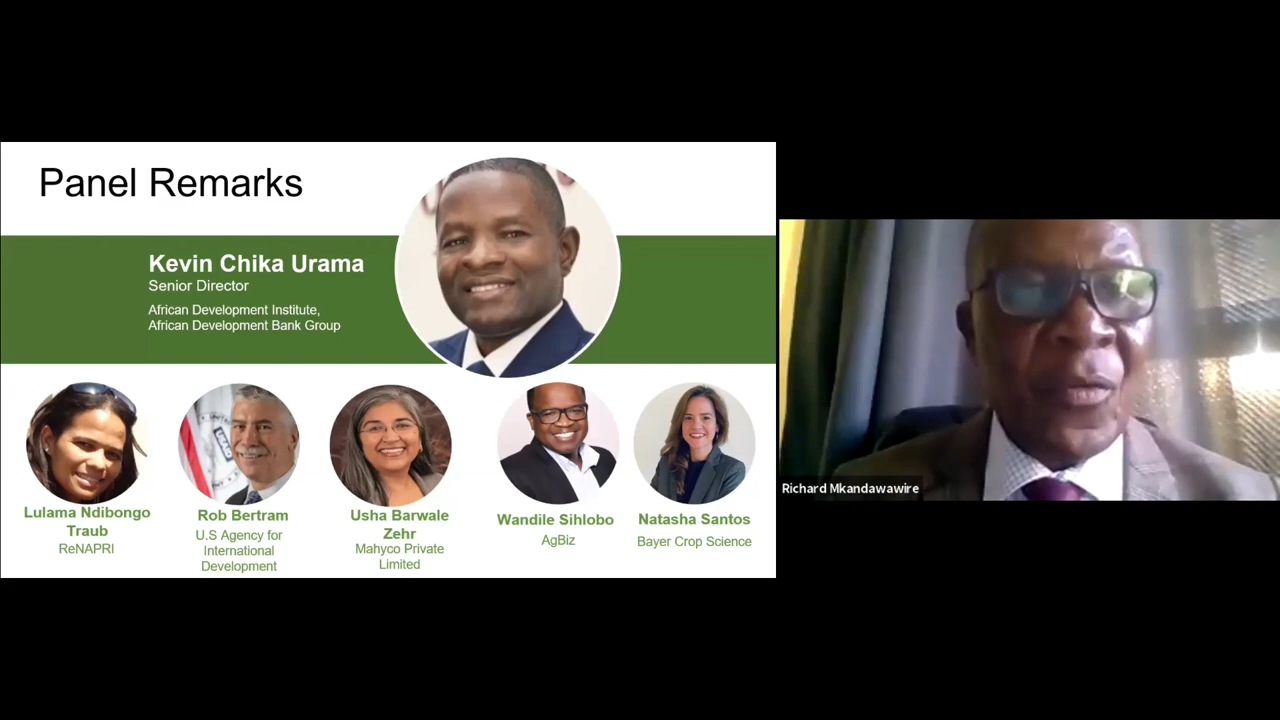 Panel Remarks
Kevin Chika Urama
Senior Director
African Development Institute,
African Development Bank Group
Lulama Ndibongo
Traub
ReNAPRI
Rob Bertram
U.S Agency for
International
Development
Usha Barwale
Zehr
Mahyco Private
Limited
Wandile Sihlobo
AgBiz
Natasha Santos
Bayer Crop Science
Richard Mkandawawire